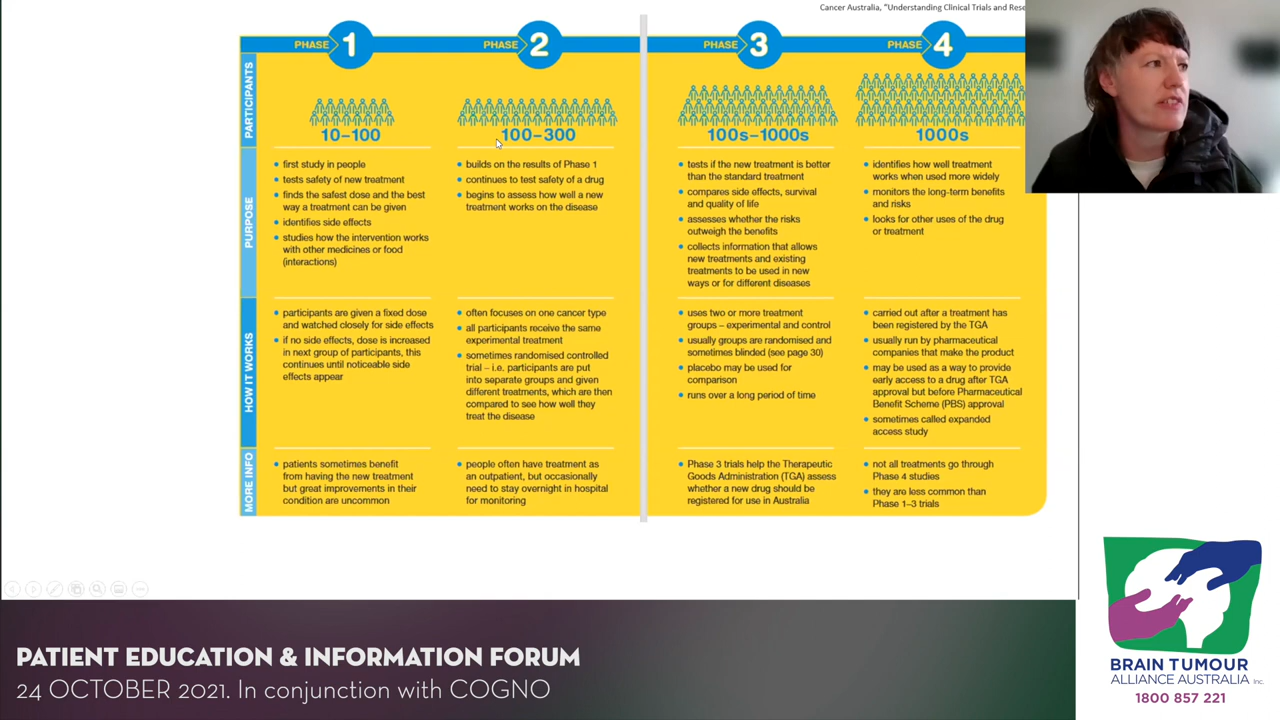 Cancer Australia, "Understanding Clinical Trials and Rese
PHASE 1
PHASE 2
PHASE 3
PHASE 4
PARTICIPANTS
10–100
100–300
100s–1000s
1000s
PURPOSE
• first study in people
• tests safety of new treatment
• finds the safest dose and the best
way a treatment can be given
• identifies side effects
• studies how the intervention works
with other medicines or food
(interactions)
• builds on the results of Phase 1
• continues to test safety of a drug
• begins to assess how well a new
treatment works on the disease
• tests if the new treatment is better
than the standard treatment
• compares side effects, survival
and quality of life
• assesses whether the risks
outweigh the benefits
• collects information that allows
new treatments and existing
treatments to be used in new
ways or for different diseases
• identifies how well treatment
works when used more widely
• monitors the long-term benefits
and risks
• looks for other uses of the drug
or treatment
HOW IT WORKS
• participants are given a fixed dose
and watched closely for side effects
• if no side effects, dose is increased
in next group of participants, this
continues until noticeable side
effects appear
• often focuses on one cancer type
• all participants receive the same
experimental treatment
• sometimes randomised controlled
trial – i.e. participants are put
into separate groups and given
different treatments, which are then
compared to see how well they
treat the disease
• uses two or more treatment
groups – experimental and control
• usually groups are randomised and
sometimes blinded (see page 30)
• placebo may be used for
comparison
• runs over a long period of time
• carried out after a treatment has
been registered by the TGA
• usually run by pharmaceutical
companies that make the product
• may be used as a way to provide
early access to a drug after TGA
approval but before Pharmaceutical
Benefit Scheme (PBS) approval
• sometimes called expanded
access study
MORE INFO
• patients sometimes benefit
from having the new treatment
but great improvements in their
condition are uncommon
• people often have treatment as
an outpatient, but occasionally
need to stay overnight in hospital
for monitoring
• Phase 3 trials help the Therapeutic
Goods Administration (TGA) assess
whether a new drug should be
registered for use in Australia
• not all treatments go through
Phase 4 studies
• they are less common than
Phase 1–3 trials
PATIENT EDUCATION & INFORMATION FORUM
24 OCTOBER 2021. In conjunction with COGNO
BRAIN TUMOUR
ALLIANCE AUSTRALIA Inc.
1800 857 221